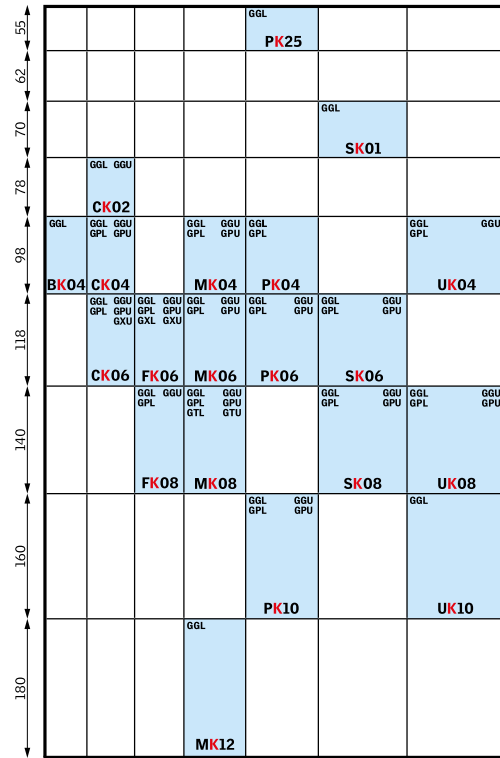 55
GGL
PK25
62
70
GGL
SK01
78
GGL GGU
CK02
98
GGL
BK04
GGL GGU
GPL GPU
CK04
GGL GGU
GPL GPU
MK04
GGL
GPL
PK04
GGL GGU
GPL
UK04
118
GGL GGU
GPL GPU
GXU
CK06
GGL GGU
GPL GPU
GXL GXU
FK06
GGL GGU
GPL GPU
MK06
GGL GGU
GPL GPU
PK06
GGL GGU
GPL GPU
SK06
140
GGL GGU
GPL
FK08
GGL GGU
GPL GPU
GTL GTU
MK08
GGL GGU
GPL GPU
SK08
GGL GGU
GPL GPU
UK08
160
GGL GGU
GPL GPU
PK10
GGL
UK10
180
GGL
MK12